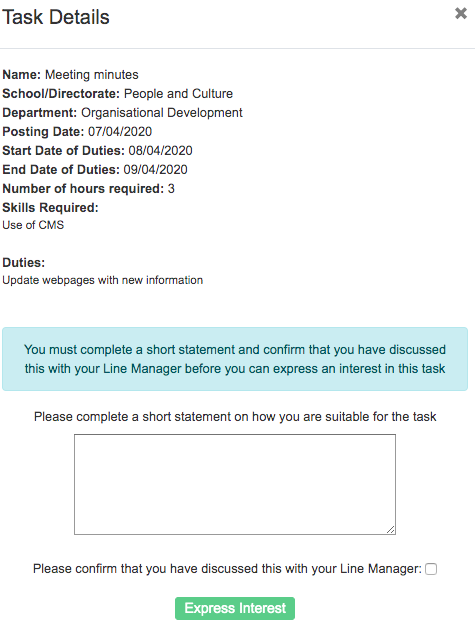 Task Details
Name: Meeting minutes
School/Directorate: People and Culture
Department: Organisational Development
Posting Date: 07/04/2020
Start Date of Duties: 08/04/2020
End Date of Duties: 09/04/2020
Number of hours required: 3
Skills Required:
Use of CMS
Duties:
Update webpages with new information
You must complete a short statement and confirm that you have discussed
this with your Line Manager before you can express an interest in this task
Please complete a short statement on how you are suitable for the task
Please confirm that you have discussed this with your Line Manager:
Express Interest